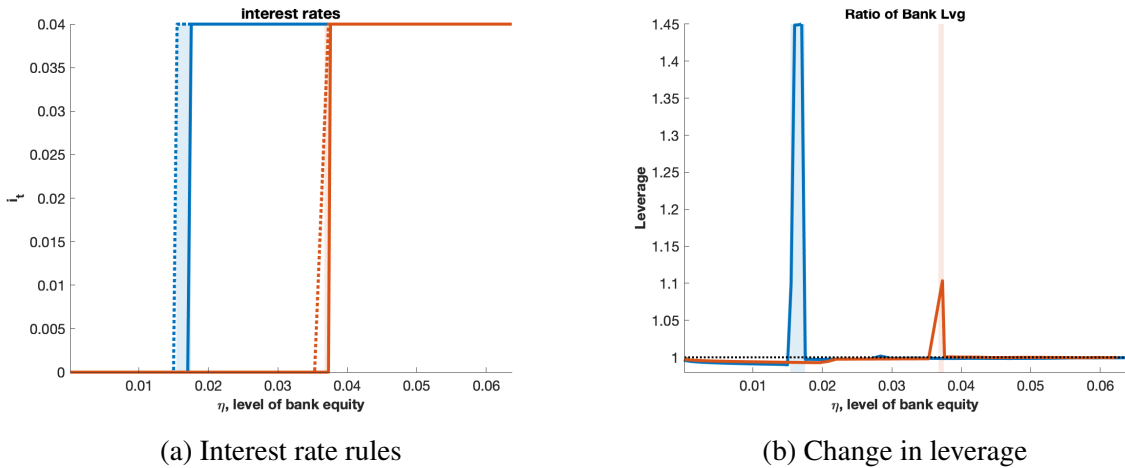 interest rates
0.04
0.035
0.03
0.025
0.02
0.015
0.01
0.005
0
i_t
0.01 0.02 0.03 0.04 0.05 0.06
η, level of bank equity
(a) Interest rate rules
Ratio of Bank Lvg
1.45
1.4
1.35
1.3
1.25
1.2
1.15
1.1
1.05
1
Leverage
0.01 0.02 0.03 0.04 0.05 0.06
η, level of bank equity
(b) Change in leverage